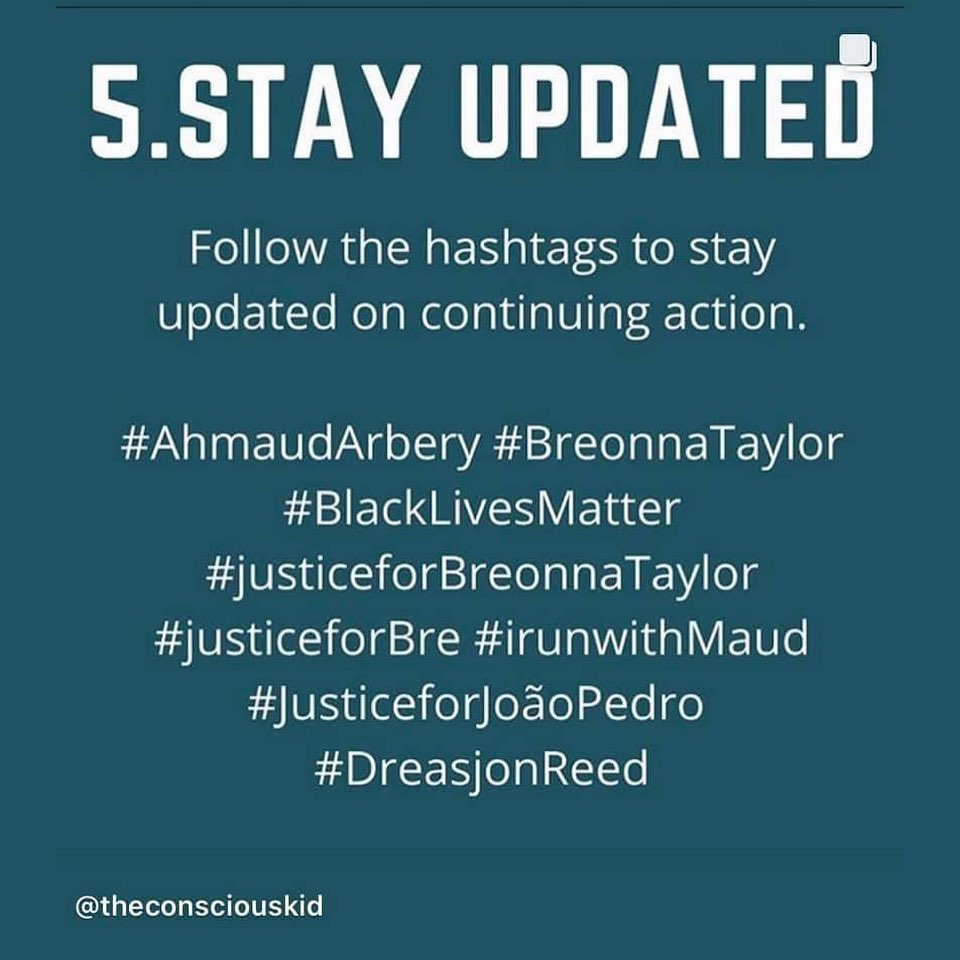 5.STAY UPDATED
Follow the hashtags to stay
updated on continuing action.
#AhmaudArbery #BreonnaTaylor
#BlackLivesMatter
#justiceforBreonnaTaylor
#justiceforBre #irunwithMaud
#JusticeforJoãoPedro
#DreasjonReed
@theconsciouskid